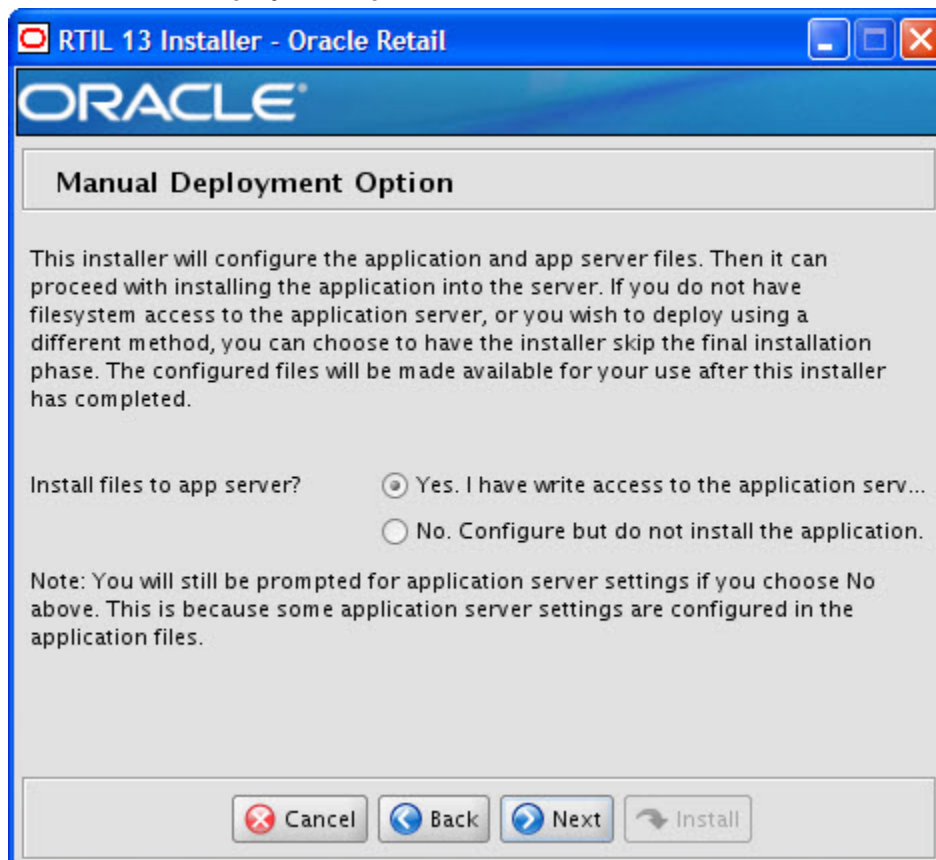 RTIL 13 Installer - Oracle Retail
ORACLE
Manual Deployment Option
This installer will configure the application and app server files. Then it can
proceed with installing the application into the server. If you do not have
filesystem access to the application server, or you wish to deploy using a
different method, you can choose to have the installer skip the final installation
phase. The configured files will be made available for your use after this installer
has completed.
Install files to app server?
Yes. I have write access to the application serv...
No. Configure but do not install the application.
Note: You will still be prompted for application server settings if you choose No
above. This is because some application server settings are configured in the
application files.
Cancel Back Next Install